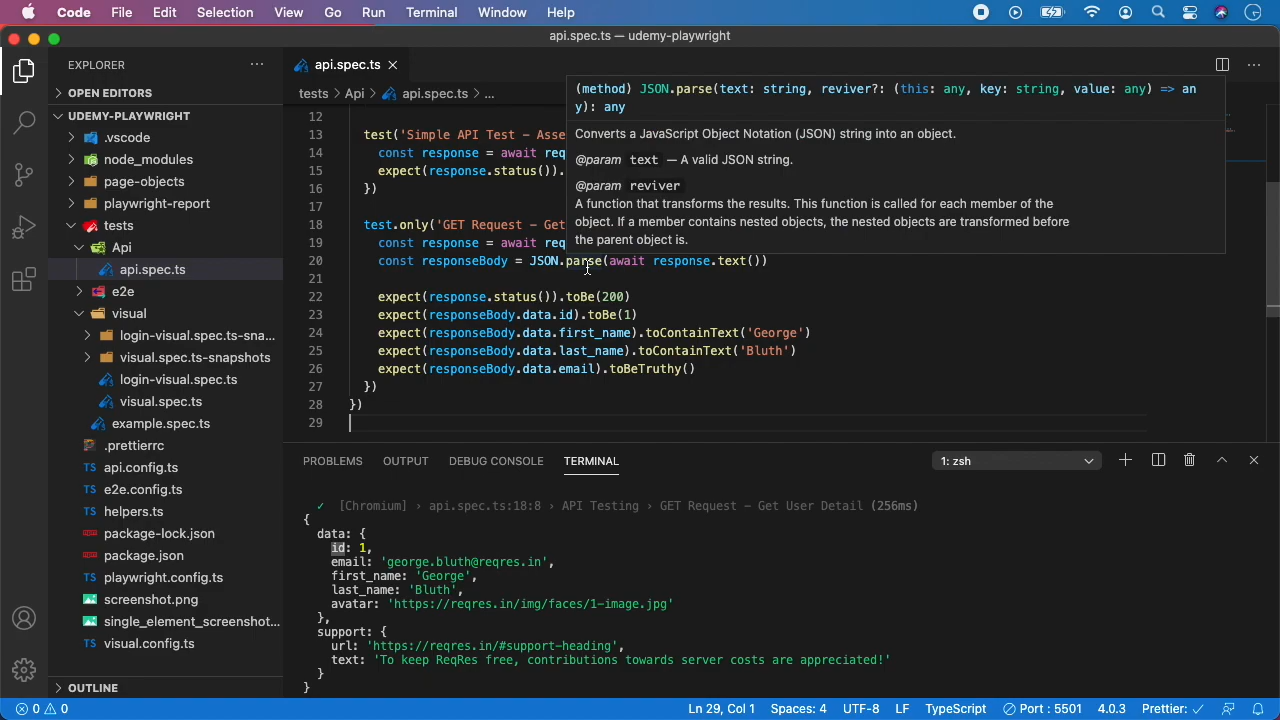 Code File Edit Selection View Go Run Terminal Window Help
api.spec.ts — udemy-playwright
EXPLORER
OPEN EDITORS
UDEMY-PLAYWRIGHT
.vscode
node_modules
page-objects
playwright-report
tests
Api
api.spec.ts
e2e
visual
login-visual.spec.ts-sna...
visual.spec.ts-snapshots
login-visual.spec.ts
visual.spec.ts
example.spec.ts
.prettierrc
TS api.config.ts
TS e2e.config.ts
TS helpers.ts
package-lock.json
package.json
TS playwright.config.ts
screenshot.png
single_element_screenshot...
TS visual.config.ts
OUTLINE
api.spec.ts
tests > Api > api.spec.ts > ...
(method) JSON.parse(text: string, reviver?: (this: any, key: string, value: any) => an
y): any
Converts a JavaScript Object Notation (JSON) string into an object.
@param text — A valid JSON string.
@param reviver
A function that transforms the results. This function is called for each member of the
object. If a member contains nested objects, the nested objects are transformed before
the parent object is.
12
13 test('Simple API Test - Asse
14 const response = await req
15 expect(response.status()).
16 })
17
18 test.only('GET Request - Get
19 const response = await req
20 const responseBody = JSON.parse(await response.text())
21
22 expect(response.status()).toBe(200)
23 expect(responseBody.data.id).toBe(1)
24 expect(responseBody.data.first_name).toContainText('George')
25 expect(responseBody.data.last_name).toContainText('Bluth')
26 expect(responseBody.data.email).toBeTruthy()
27 })
28 })
29
PROBLEMS OUTPUT DEBUG CONSOLE TERMINAL
1: zsh
✓ [Chromium] › api.spec.ts:18:8 › API Testing › GET Request - Get User Detail (256ms)
{
data: {
id: 1,
email: 'george.bluth@reqres.in',
first_name: 'George',
last_name: 'Bluth',
avatar: 'https://reqres.in/img/faces/1-image.jpg'
},
support: {
url: 'https://reqres.in/#support-heading',
text: 'To keep ReqRes free, contributions towards server costs are appreciated!'
}
}
0 0 Ln 29, Col 1 Spaces: 4 UTF-8 LF TypeScript Port : 5501 4.0.3 Prettier: ✓